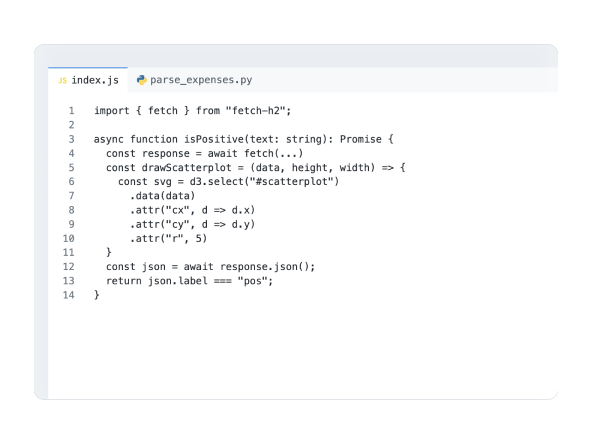 JS index.js parse_expenses.py
1 import { fetch } from "fetch-h2";
2
3 async function isPositive(text: string): Promise {
4   const response = await fetch(...)
5   const drawScatterplot = (data, height, width) => {
6     const svg = d3.select("#scatterplot")
7       .data(data)
8       .attr("cx", d => d.x)
9       .attr("cy", d => d.y)
10       .attr("r", 5)
11   }
12   const json = await response.json();
13   return json.label === "pos";
14 }